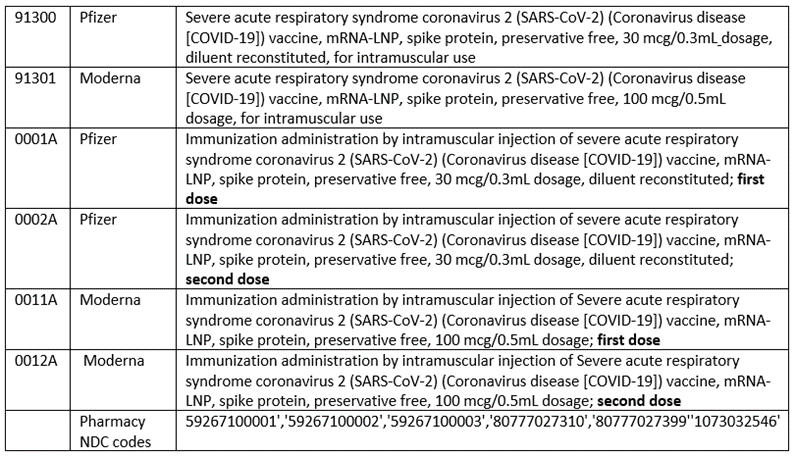 91300 Pfizer Severe acute respiratory syndrome coronavirus 2 (SARS-CoV-2) (Coronavirus disease
[COVID-19]) vaccine, mRNA-LNP, spike protein, preservative free, 30 mcg/0.3mL dosage,
diluent reconstituted, for intramuscular use
91301 Moderna Severe acute respiratory syndrome coronavirus 2 (SARS-CoV-2) (Coronavirus disease
[COVID-19]) vaccine, mRNA-LNP, spike protein, preservative free, 100 mcg/0.5mL
dosage, for intramuscular use
0001A Pfizer Immunization administration by intramuscular injection of severe acute respiratory
syndrome coronavirus 2 (SARS-CoV-2) (Coronavirus disease [COVID-19]) vaccine, mRNA-
LNP, spike protein, preservative free, 30 mcg/0.3mL dosage, diluent reconstituted; first
dose
0002A Pfizer Immunization administration by intramuscular injection of severe acute respiratory
syndrome coronavirus 2 (SARS-CoV-2) (Coronavirus disease [COVID-19]) vaccine, mRNA-
LNP, spike protein, preservative free, 30 mcg/0.3mL dosage, diluent reconstituted;
second dose
0011A Moderna Immunization administration by intramuscular injection of Severe acute respiratory
syndrome coronavirus 2 (SARS-CoV-2) (Coronavirus disease [COVID-19]) vaccine, mRNA-
LNP, spike protein, preservative free, 100 mcg/0.5mL dosage; first dose
0012A Moderna Immunization administration by intramuscular injection of Severe acute respiratory
syndrome coronavirus 2 (SARS-CoV-2) (Coronavirus disease [COVID-19]) vaccine, mRNA-
LNP, spike protein, preservative free, 100 mcg/0.5mL dosage; second dose
Pharmacy 59267100001','59267100002','59267100003','80777027310','80777027399''1073032546'
NDC codes